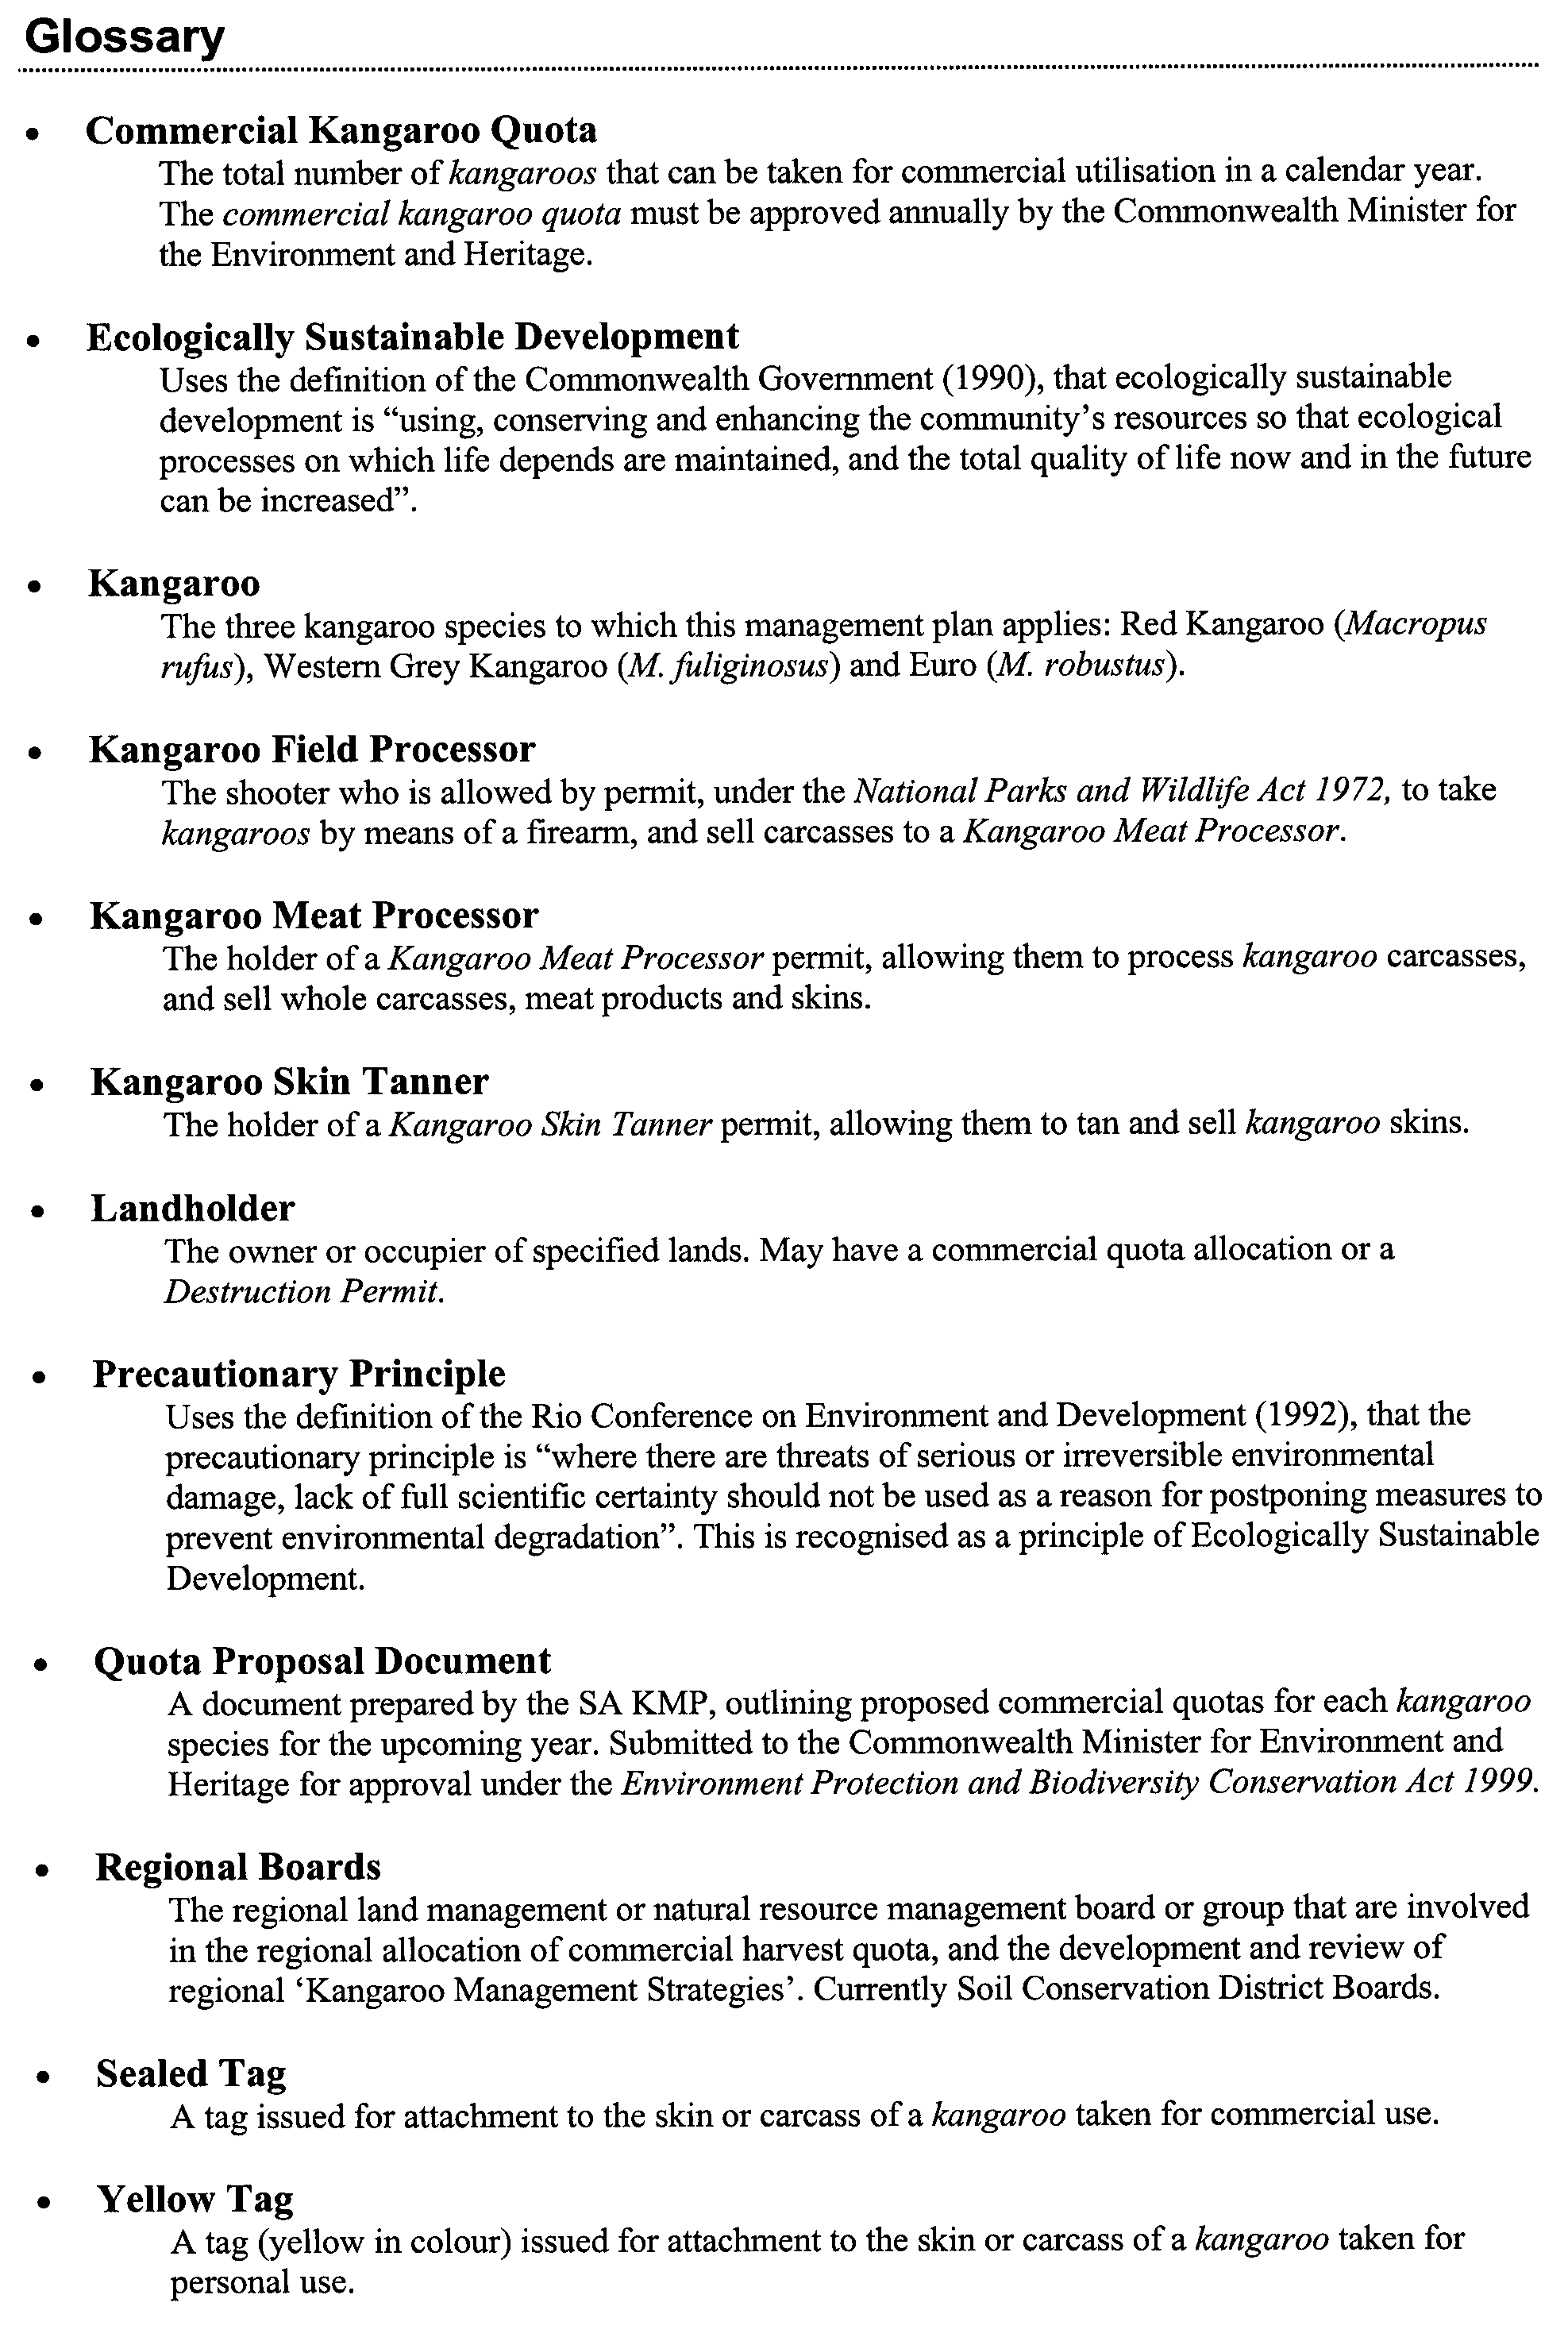 Glossary
• Commercial Kangaroo Quota
The total number of kangaroos that can be taken for commercial utilisation in a calendar year.
The commercial kangaroo quota must be approved annually by the Commonwealth Minister for
the Environment and Heritage.
• Ecologically Sustainable Development
Uses the definition of the Commonwealth Government (1990), that ecologically sustainable
development is “using, conserving and enhancing the community’s resources so that ecological
processes on which life depends are maintained, and the total quality of life now and in the future
can be increased”.
• Kangaroo
The three kangaroo species to which this management plan applies: Red Kangaroo (Macropus
rufus), Western Grey Kangaroo (M. fuliginosus) and Euro (M. robustus).
• Kangaroo Field Processor
The shooter who is allowed by permit, under the National Parks and Wildlife Act 1972, to take
kangaroos by means of a firearm, and sell carcasses to a Kangaroo Meat Processor.
• Kangaroo Meat Processor
The holder of a Kangaroo Meat Processor permit, allowing them to process kangaroo carcasses,
and sell whole carcasses, meat products and skins.
• Kangaroo Skin Tanner
The holder of a Kangaroo Skin Tanner permit, allowing them to tan and sell kangaroo skins.
• Landholder
The owner or occupier of specified lands. May have a commercial quota allocation or a
Destruction Permit.
• Precautionary Principle
Uses the definition of the Rio Conference on Environment and Development (1992), that the
precautionary principle is “where there are threats of serious or irreversible environmental
damage, lack of full scientific certainty should not be used as a reason for postponing measures to
prevent environmental degradation”. This is recognised as a principle of Ecologically Sustainable
Development.
• Quota Proposal Document
A document prepared by the SA KMP, outlining proposed commercial quotas for each kangaroo
species for the upcoming year. Submitted to the Commonwealth Minister for Environment and
Heritage for approval under the Environment Protection and Biodiversity Conservation Act 1999.
• Regional Boards
The regional land management or natural resource management board or group that are involved
in the regional allocation of commercial harvest quota, and the development and review of
regional ‘Kangaroo Management Strategies’. Currently Soil Conservation District Boards.
• Sealed Tag
A tag issued for attachment to the skin or carcass of a kangaroo taken for commercial use.
• Yellow Tag
A tag (yellow in colour) issued for attachment to the skin or carcass of a kangaroo taken for
personal use.